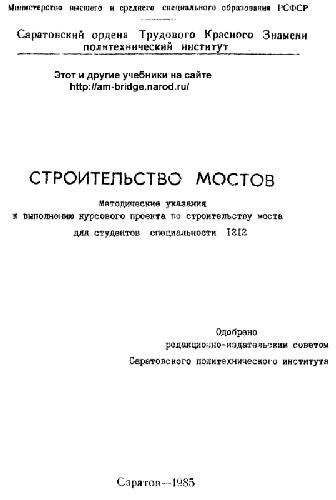 Министерство высшего и среднего специального образования РСФСР
Саратовский ордена Трудового Красного Знамени
политехнический институт
Этот и другие учебники на сайте
http://am-bridge.narod.ru/
СТРОИТЕЛЬСТВО МОСТОВ
Методические указания
к выполнению курсового проекта по строительству моста
для студентов специальности 1212
Одобрено
редакционно-издательским советом
Саратовского политехнического института
Саратов—1985